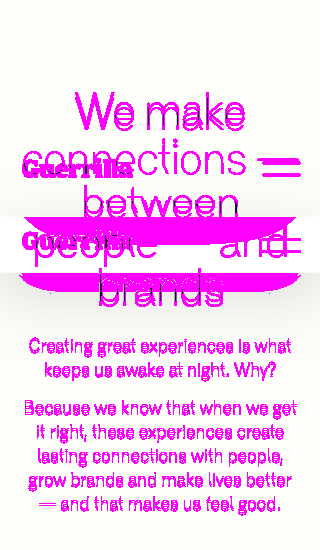 We make
connections
Guerrilla
between
Guerrilla
people and
brands
Creating great experiences is what
keeps us awake at night. Why?
Because we know that when we get
it right, these experiences create
lasting connections with people,
grow brands and make lives better
— and that makes us feel good.